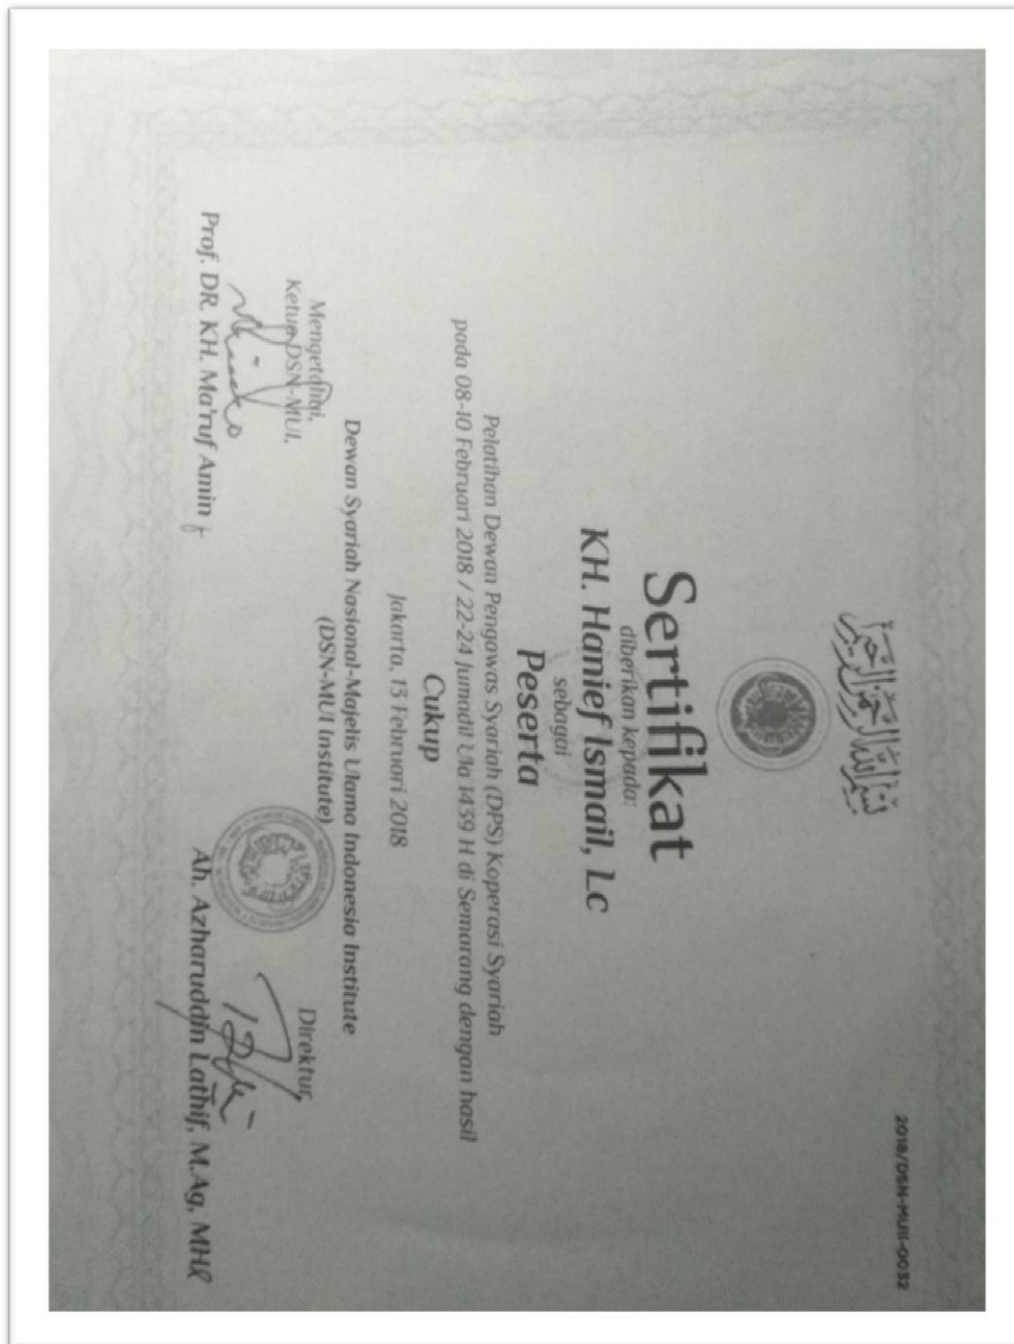 2018/DSN-MUI/I-0032
بسم الله الرحمن الرحيم
Sertifikat
diberikan kepada:
KH. Hanief Ismail, Lc
sebagai
Peserta
Pelatihan Dewan Pengawas Syariah (DPS) Koperasi Syariah
pada 08-10 Februari 2018 / 22-24 Jumadil Ula 1439 H di Semarang dengan hasil
Cukup
Jakarta, 13 Februari 2018
Dewan Syariah Nasional-Majelis Ulama Indonesia Institute
(DSN-MUI Institute)
Mengetahui,
Ketua DSN-MUI,
Prof. DR. KH. Ma'ruf Amin
Direktur,
Ah. Azharuddin Lathif, M.Ag, MH